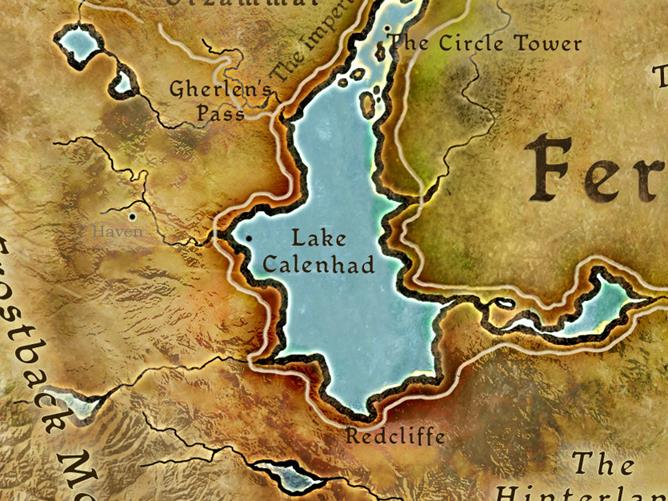 Orzammar
The Imperi
The Circle Tower
Gherlen's
Pass
Fer
Haven
Lake
Calenhad
Frostback Mo
Redcliffe
The
Hinterlan